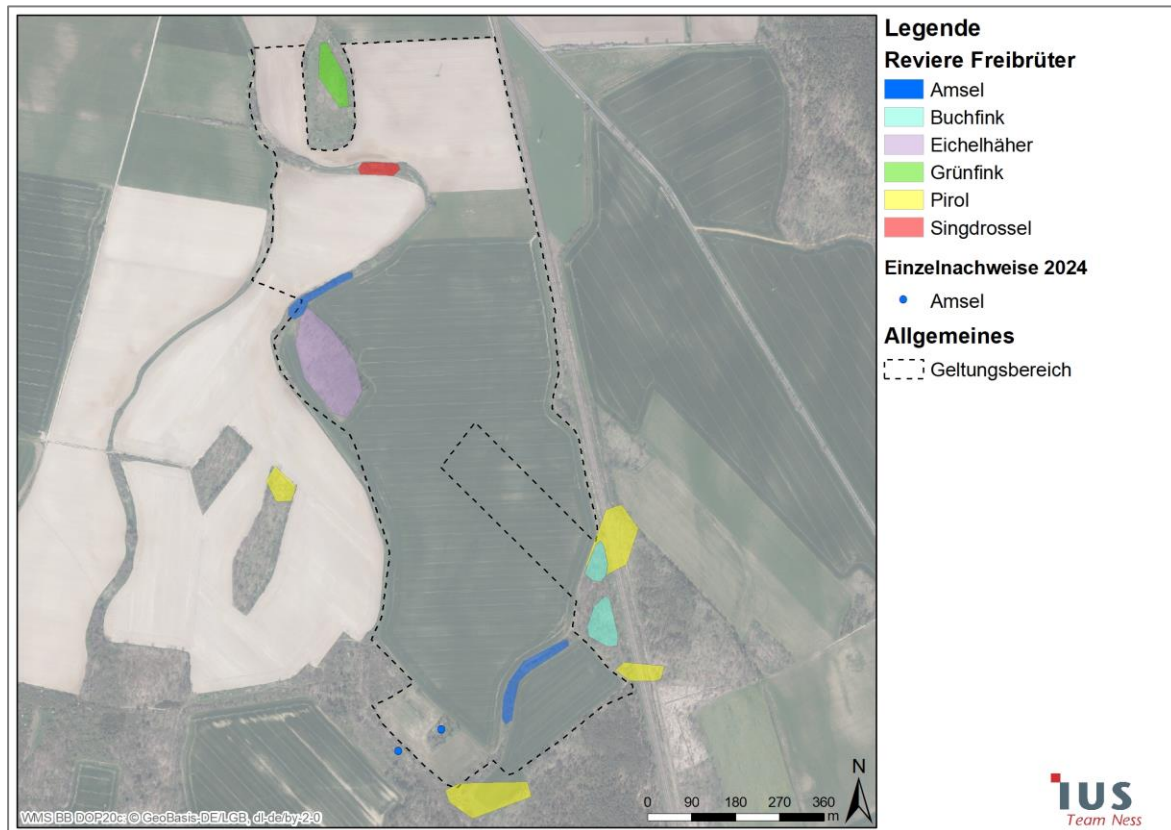 Legende
Reviere Freibrüter
Amsel
Buchfink
Eichelhäher
Grünfink
Pirol
Singdrossel
Einzelnachweise 2024
Amsel
Allgemeines
Geltungsbereich
N
0 90 180 270 360
m
WMS BB DOP20c: © GeoBasis-DE/LGB, dl-de/by-2-0
IUS
Team Ness